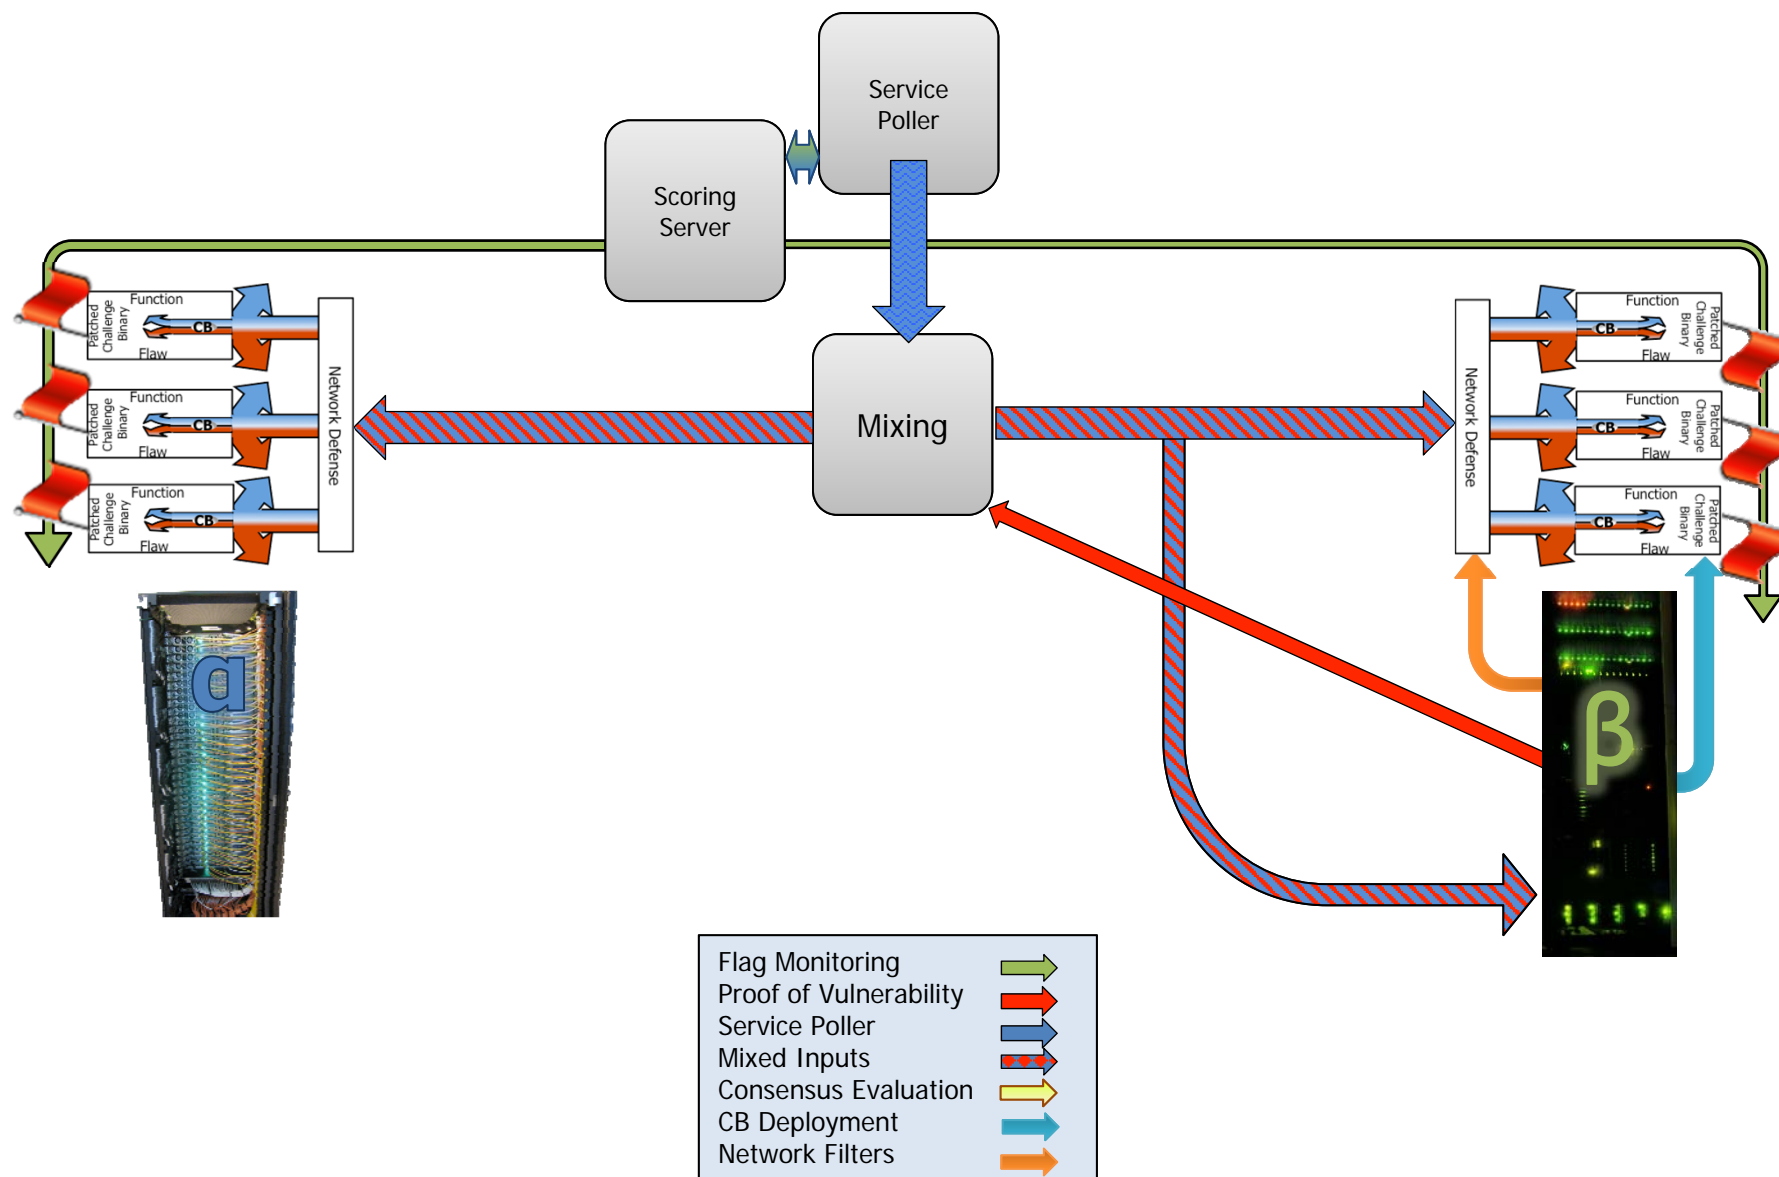 Service
Poller
Scoring
Server
Mixing
Function
Patched
Challenge
Binary
CB
Flaw
Function
Patched
Challenge
Binary
CB
Flaw
Function
Patched
Challenge
Binary
CB
Flaw
Network Defense
Network Defense
Function
Patched
Challenge
Binary
CB
Flaw
Function
Patched
Challenge
Binary
CB
Flaw
Function
Patched
Challenge
Binary
CB
Flaw
α
β
Flag Monitoring
Proof of Vulnerability
Service Poller
Mixed Inputs
Consensus Evaluation
CB Deployment
Network Filters